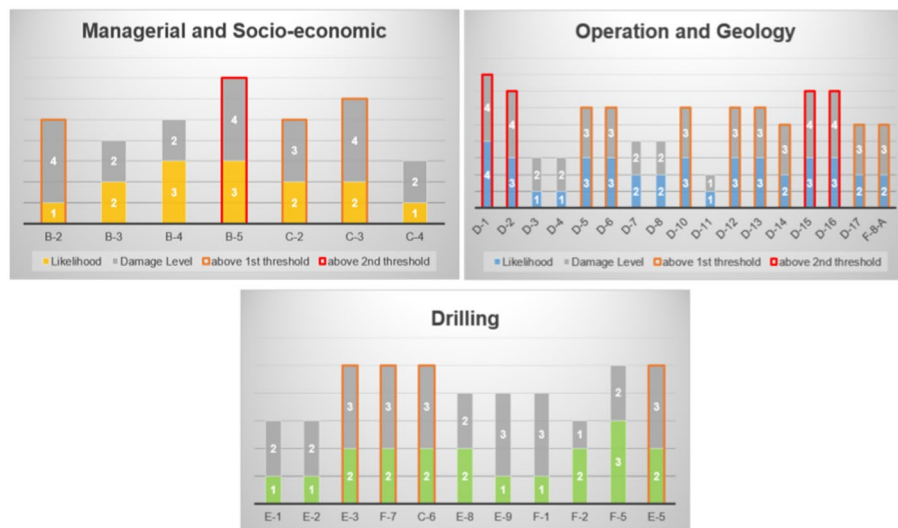 Managerial and Socio-economic
4 2 2 4 3 4 2
1 2 3 3 2 2 1
B-2 B-3 B-4 B-5 C-2 C-3 C-4
Likelihood Damage Level above 1st threshold above 2nd threshold
Operation and Geology
4 4 2 2 3 3 2 2 3 1 3 3 3 4 4 3 3
4 3 1 1 3 3 2 2 3 1 3 3 2 3 3 2 2
D-1 D-2 D-3 D-4 D-5 D-6 D-7 D-8 D-10 D-11 D-12 D-13 D-14 D-15 D-16 D-17 F-8-A
Likelihood Damage Level above 1st threshold above 2nd threshold
Drilling
2 2 3 3 3 2 3 3 1 2 3
1 1 2 2 2 2 1 1 2 3 2
E-1 E-2 E-3 F-7 C-6 E-8 E-9 F-1 F-2 F-5 E-5